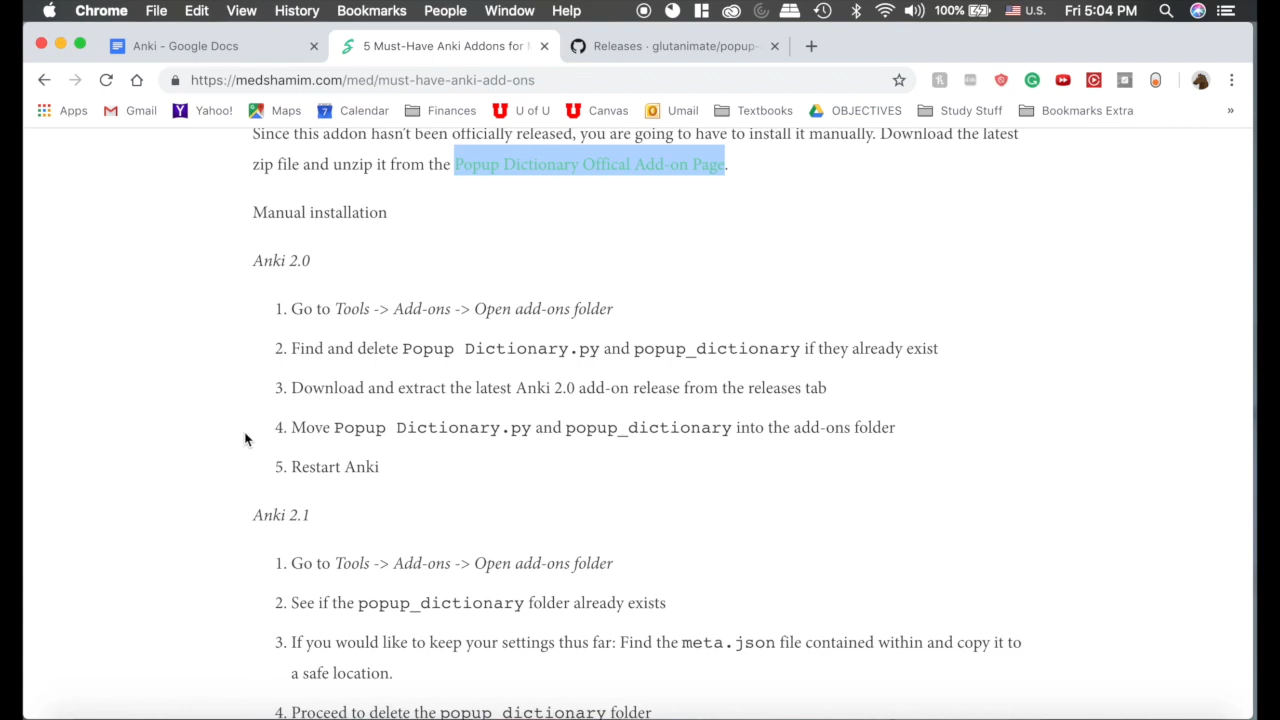 Chrome File Edit View History Bookmarks People Window Help 100% U.S. Fri 5:04 PM
Anki - Google Docs 5 Must-Have Anki Addons for Releases · glutanimate/popup-
https://medshamim.com/med/must-have-anki-add-ons
Apps Gmail Yahoo! Maps Calendar Finances U of U Canvas Umail Textbooks OBJECTIVES Study Stuff Bookmarks Extra »
Since this addon hasn't been officially released, you are going to have to install it manually. Download the latest
zip file and unzip it from the Popup Dictionary Offical Add-on Page.
Manual installation
Anki 2.0
1. Go to Tools -> Add-ons -> Open add-ons folder
2. Find and delete Popup Dictionary.py and popup_dictionary if they already exist
3. Download and extract the latest Anki 2.0 add-on release from the releases tab
4. Move Popup Dictionary.py and popup_dictionary into the add-ons folder
5. Restart Anki
Anki 2.1
1. Go to Tools -> Add-ons -> Open add-ons folder
2. See if the popup_dictionary folder already exists
3. If you would like to keep your settings thus far: Find the meta.json file contained within and copy it to
a safe location.
4. Proceed to delete the popup_dictionary folder